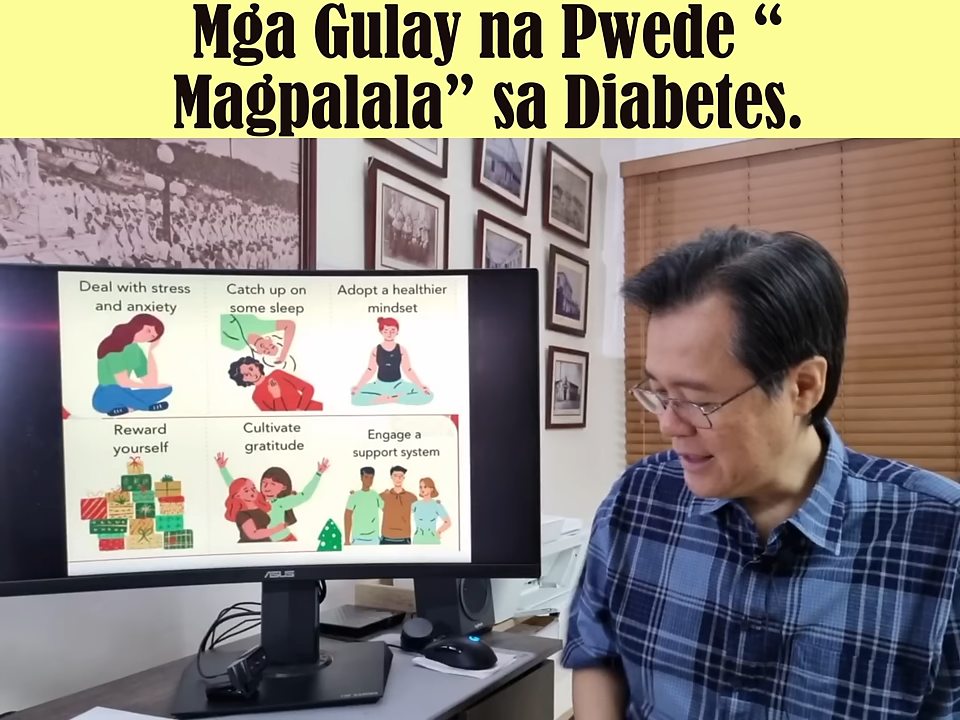 Mga Gulay na Pwede “
Magpalala” sa Diabetes.
Deal with stress
and anxiety
Catch up on
some sleep
Adopt a healthier
mindset
Reward
yourself
Cultivate
gratitude
Engage a
support system
ASUS